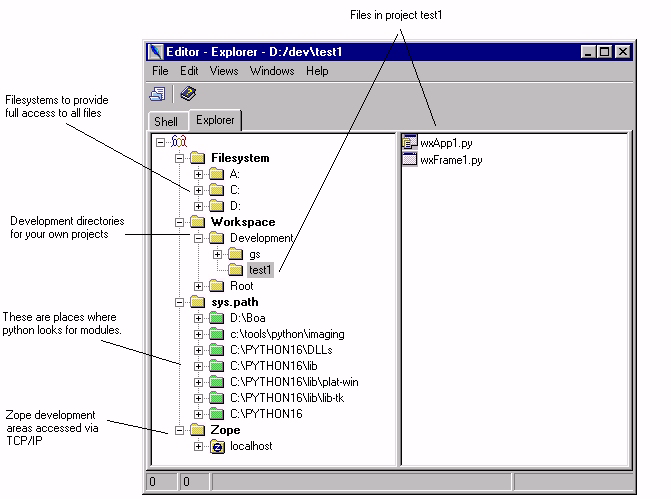 Files in project test1
Editor - Explorer - D:/dev/test1
File Edit Views Windows Help
Shell Explorer
Filesystems to provide
full access to all files
Filesystem
A:
C:
D:
Development directories
for your own projects
Workspace
Development
gs
test1
Root
These are places where
python looks for modules.
sys.path
D:\Boa
c:\tools\python\imaging
C:\PYTHON16\DLLs
C:\PYTHON16\lib
C:\PYTHON16\lib\plat-win
C:\PYTHON16\lib\lib-tk
C:\PYTHON16
Zope development
areas accessed via
TCP/IP
Zope
localhost
wxApp1.py
wxFrame1.py
0 0